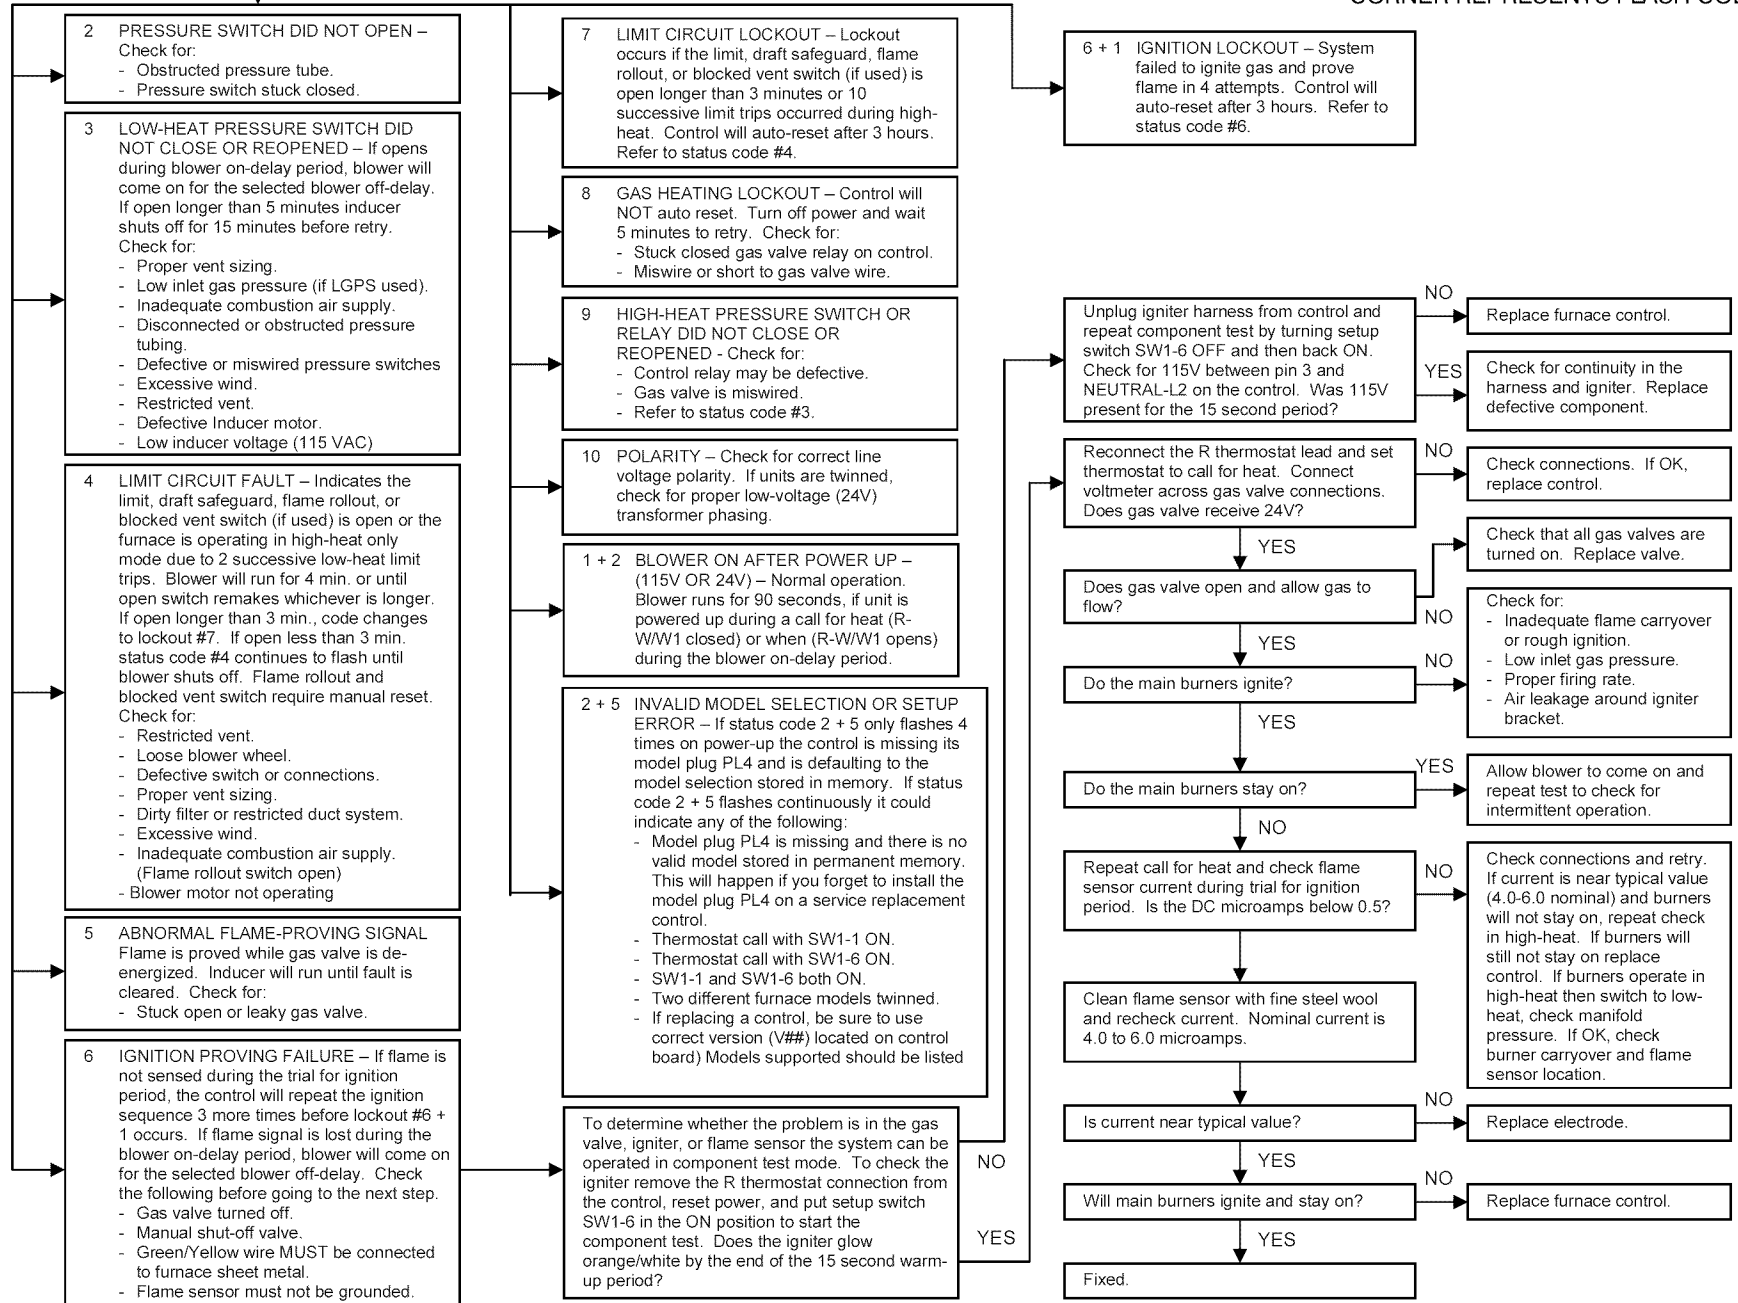 2 PRESSURE SWITCH DID NOT OPEN –
Check for:
- Obstructed pressure tube.
- Pressure switch stuck closed.
3 LOW-HEAT PRESSURE SWITCH DID
NOT CLOSE OR REOPENED – If opens
during blower on-delay period, blower will
come on for the selected blower off-delay.
If open longer than 5 minutes inducer
shuts off for 15 minutes before retry.
Check for:
- Proper vent sizing.
- Low inlet gas pressure (if LGPS used).
- Inadequate combustion air supply.
- Disconnected or obstructed pressure
tubing.
- Defective or miswired pressure switches
- Excessive wind.
- Restricted vent.
- Defective Inducer motor.
- Low inducer voltage (115 VAC)
4 LIMIT CIRCUIT FAULT – Indicates the
limit, draft safeguard, flame rollout, or
blocked vent switch (if used) is open or the
furnace is operating in high-heat only
mode due to 2 successive low-heat limit
trips. Blower will run for 4 min. or until
open switch remakes whichever is longer.
If open longer than 3 min., code changes
to lockout #7. If open less than 3 min.
status code #4 continues to flash until
blower shuts off. Flame rollout and
blocked vent switch require manual reset.
Check for:
- Restricted vent.
- Loose blower wheel.
- Defective switch or connections.
- Proper vent sizing.
- Dirty filter or restricted duct system.
- Excessive wind.
- Inadequate combustion air supply.
(Flame rollout switch open)
- Blower motor not operating
5 ABNORMAL FLAME-PROVING SIGNAL
Flame is proved while gas valve is de-
energized. Inducer will run until fault is
cleared. Check for:
- Stuck open or leaky gas valve.
6 IGNITION PROVING FAILURE – If flame is
not sensed during the trial for ignition
period, the control will repeat the ignition
sequence 3 more times before lockout #6 +
1 occurs. If flame signal is lost during the
blower on-delay period, blower will come on
for the selected blower off-delay. Check
the following before going to the next step.
- Gas valve turned off.
- Manual shut-off valve.
- Green/Yellow wire MUST be connected
to furnace sheet metal.
- Flame sensor must not be grounded.
7 LIMIT CIRCUIT LOCKOUT – Lockout
occurs if the limit, draft safeguard, flame
rollout, or blocked vent switch (if used) is
open longer than 3 minutes or 10
successive limit trips occurred during high-
heat. Control will auto-reset after 3 hours.
Refer to status code #4.
8 GAS HEATING LOCKOUT – Control will
NOT auto reset. Turn off power and wait
5 minutes to retry. Check for:
- Stuck closed gas valve relay on control.
- Miswire or short to gas valve wire.
9 HIGH-HEAT PRESSURE SWITCH OR
RELAY DID NOT CLOSE OR
REOPENED - Check for:
- Control relay may be defective.
- Gas valve is miswired.
- Refer to status code #3.
10 POLARITY – Check for correct line
voltage polarity. If units are twinned,
check for proper low-voltage (24V)
transformer phasing.
1 + 2 BLOWER ON AFTER POWER UP –
(115V OR 24V) – Normal operation.
Blower runs for 90 seconds, if unit is
powered up during a call for heat (R-
W/W1 closed) or when (R-W/W1 opens)
during the blower on-delay period.
2 + 5 INVALID MODEL SELECTION OR SETUP
ERROR – If status code 2 + 5 only flashes 4
times on power-up the control is missing its
model plug PL4 and is defaulting to the
model selection stored in memory. If status
code 2 + 5 flashes continuously it could
indicate any of the following:
- Model plug PL4 is missing and there is no
valid model stored in permanent memory.
This will happen if you forget to install the
model plug PL4 on a service replacement
control.
- Thermostat call with SW1-1 ON.
- Thermostat call with SW1-6 ON.
- SW1-1 and SW1-6 both ON.
- Two different furnace models twinned.
- If replacing a control, be sure to use
correct version (V##) located on control
board) Models supported should be listed
To determine whether the problem is in the gas
valve, igniter, or flame sensor the system can be
operated in component test mode. To check the
igniter remove the R thermostat connection from
the control, reset power, and put setup switch
SW1-6 in the ON position to start the
component test. Does the igniter glow
orange/white by the end of the 15 second warm-
up period?
NO
YES
6 + 1 IGNITION LOCKOUT – System
failed to ignite gas and prove
flame in 4 attempts. Control will
auto-reset after 3 hours. Refer to
status code #6.
Unplug igniter harness from control and
repeat component test by turning setup
switch SW1-6 OFF and then back ON.
Check for 115V between pin 3 and
NEUTRAL-L2 on the control. Was 115V
present for the 15 second period?
NO
Replace furnace control.
YES
Check for continuity in the
harness and igniter. Replace
defective component.
Reconnect the R thermostat lead and set
thermostat to call for heat. Connect
voltmeter across gas valve connections.
Does gas valve receive 24V?
NO
Check connections. If OK,
replace control.
YES
Does gas valve open and allow gas to
flow?
NO
Check that all gas valves are
turned on. Replace valve.
YES
Do the main burners ignite?
NO
Check for:
- Inadequate flame carryover
or rough ignition.
- Low inlet gas pressure.
- Proper firing rate.
- Air leakage around igniter
bracket.
YES
Do the main burners stay on?
YES
Allow blower to come on and
repeat test to check for
intermittent operation.
NO
Repeat call for heat and check flame
sensor current during trial for ignition
period. Is the DC microamps below 0.5?
NO
Check connections and retry.
If current is near typical value
(4.0-6.0 nominal) and burners
will not stay on, repeat check
in high-heat. If burners will
still not stay on replace
control. If burners operate in
high-heat then switch to low-
heat, check manifold
pressure. If OK, check
burner carryover and flame
sensor location.
Clean flame sensor with fine steel wool
and recheck current. Nominal current is
4.0 to 6.0 microamps.
Is current near typical value?
NO
Replace electrode.
YES
Will main burners ignite and stay on?
NO
Replace furnace control.
YES
Fixed.